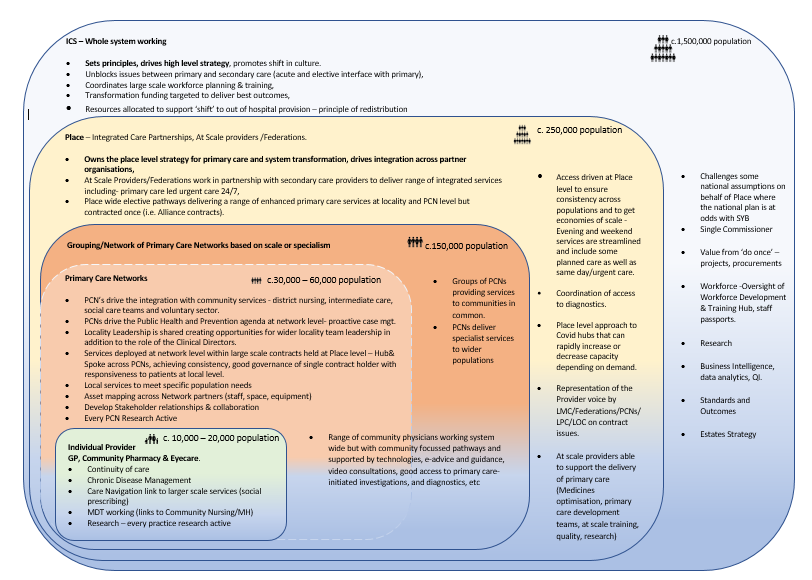 ICS – Whole system working
c.1,500,000 population
• Sets principles, drives high level strategy, promotes shift in culture.
• Unblocks issues between primary and secondary care (acute and elective interface with primary),
• Coordinates large scale workforce planning & training,
• Transformation funding targeted to deliver best outcomes,
• Resources allocated to support ‘shift’ to out of hospital provision – principle of redistribution
Place – Integrated Care Partnerships, At Scale providers /Federations.
c. 250,000 population
• Owns the place level strategy for primary care and system transformation, drives integration across partner
organisations,
• At Scale Providers/Federations work in partnership with secondary care providers to deliver range of integrated services
including- primary care led urgent care 24/7,
• Place wide elective pathways delivering a range of enhanced primary care services at locality and PCN level but
contracted once (i.e. Alliance contracts).
Grouping/Network of Primary Care Networks based on scale or specialism
c.150,000 population
Primary Care Networks
c.30,000 – 60,000 population
• PCN’s drive the integration with community services - district nursing, intermediate care,
social care teams and voluntary sector.
• PCNs drive the Public Health and Prevention agenda at network level- proactive case mgt.
• Locality Leadership is shared creating opportunities for wider locality team leadership in
addition to the role of the Clinical Directors.
• Services deployed at network level within large scale contracts held at Place level – Hub&
Spoke across PCNs, achieving consistency, good governance of single contract holder with
responsiveness to patients at local level.
• Local services to meet specific population needs
• Asset mapping across Network partners (staff, space, equipment)
• Develop Stakeholder relationships & collaboration
• Every PCN Research Active
c. 10,000 – 20,000 population
Individual Provider
GP, Community Pharmacy & Eyecare.
• Continuity of care
• Chronic Disease Management
• Care Navigation link to larger scale services (social
prescribing)
• MDT working (links to Community Nursing/MH)
• Research – every practice research active
• Groups of PCNs
providing services
to communities in
common.
• PCNs deliver
specialist services
to wider
populations
• Range of community physicians working system
wide but with community focussed pathways and
supported by technologies, e-advice and guidance,
video consultations, good access to primary care-
initiated investigations, and diagnostics, etc
• Access driven at Place
level to ensure
consistency across
populations and to get
economies of scale -
Evening and weekend
services are streamlined
and include some
planned care as well as
same day/urgent care.
• Coordination of access
to diagnostics.
• Place level approach to
Covid hubs that can
rapidly increase or
decrease capacity
depending on demand.
• Representation of the
Provider voice by
LMC/Federations/PCNs/
LPC/LOC on contract
issues.
• At scale providers able
to support the delivery
of primary care
(Medicines
optimisation, primary
care development
teams, at scale training,
quality, research)
• Challenges some
national assumptions on
behalf of Place where
the national plan is at
odds with SYB
• Single Commissioner
• Value from ‘do once’ –
projects, procurements
• Workforce -Oversight of
Workforce Development
& Training Hub, staff
passports.
• Research
• Business Intelligence,
data analytics, QI.
• Standards and
Outcomes
• Estates Strategy